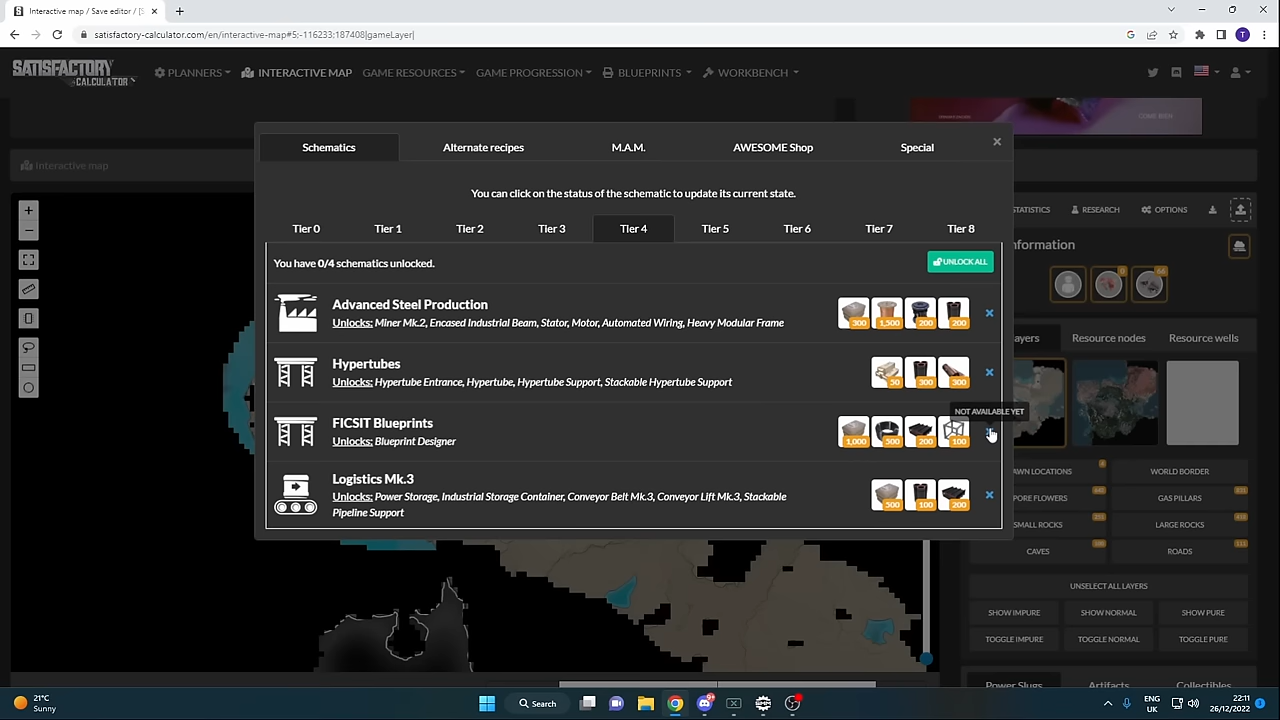 Interactive map / Save editor / [S
satisfactory-calculator.com/en/interactive-map#5;-116233;187408|gameLayer|
SATISFACTORY
CALCULATOR
PLANNERS
INTERACTIVE MAP
GAME RESOURCES
GAME PROGRESSION
BLUEPRINTS
WORKBENCH
Interactive map
Schematics
Alternate recipes
M.A.M.
AWESOME Shop
Special
You can click on the status of the schematic to update its current state.
Tier 0
Tier 1
Tier 2
Tier 3
Tier 4
Tier 5
Tier 6
Tier 7
Tier 8
You have 0/4 schematics unlocked.
UNLOCK ALL
Advanced Steel Production
Unlocks: Miner Mk.2, Encased Industrial Beam, Stator, Motor, Automated Wiring, Heavy Modular Frame
300
1,500
200
200
Hypertubes
Unlocks: Hypertube Entrance, Hypertube, Hypertube Support, Stackable Hypertube Support
50
300
300
NOT AVAILABLE YET
FICSIT Blueprints
Unlocks: Blueprint Designer
1,000
500
200
100
Logistics Mk.3
Unlocks: Power Storage, Industrial Storage Container, Conveyor Belt Mk.3, Conveyor Lift Mk.3, Stackable
Pipeline Support
500
100
200
STATISTICS
RESEARCH
OPTIONS
nformation
ayers
Resource nodes
Resource wells
AWN LOCATIONS
WORLD BORDER
PORE FLOWERS
GAS PILLARS
SMALL ROCKS
LARGE ROCKS
CAVES
ROADS
UNSELECT ALL LAYERS
SHOW IMPURE
SHOW NORMAL
SHOW PURE
TOGGLE IMPURE
TOGGLE NORMAL
TOGGLE PURE
Power Slugs
Artifacts
Collectibles
21°C
Sunny
Search
ENG
UK
22:11
26/12/2022